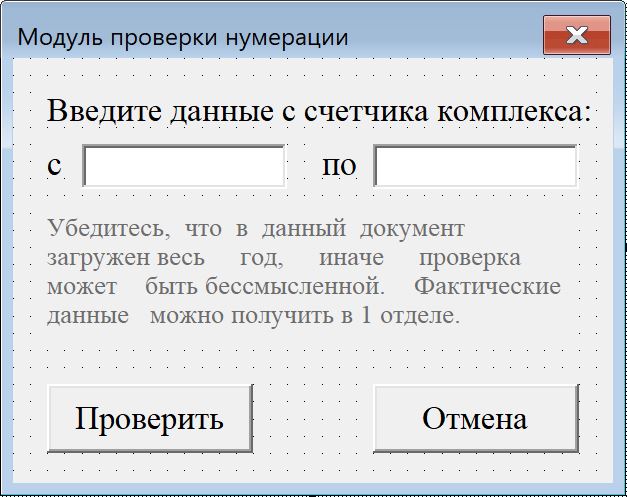 Модуль проверки нумерации
Введите данные с счетчика комплекса:
с по
Убедитесь, что в данный документ
загружен весь год, иначе проверка
может быть бессмысленной. Фактические
данные можно получить в 1 отделе.
Проверить Отмена